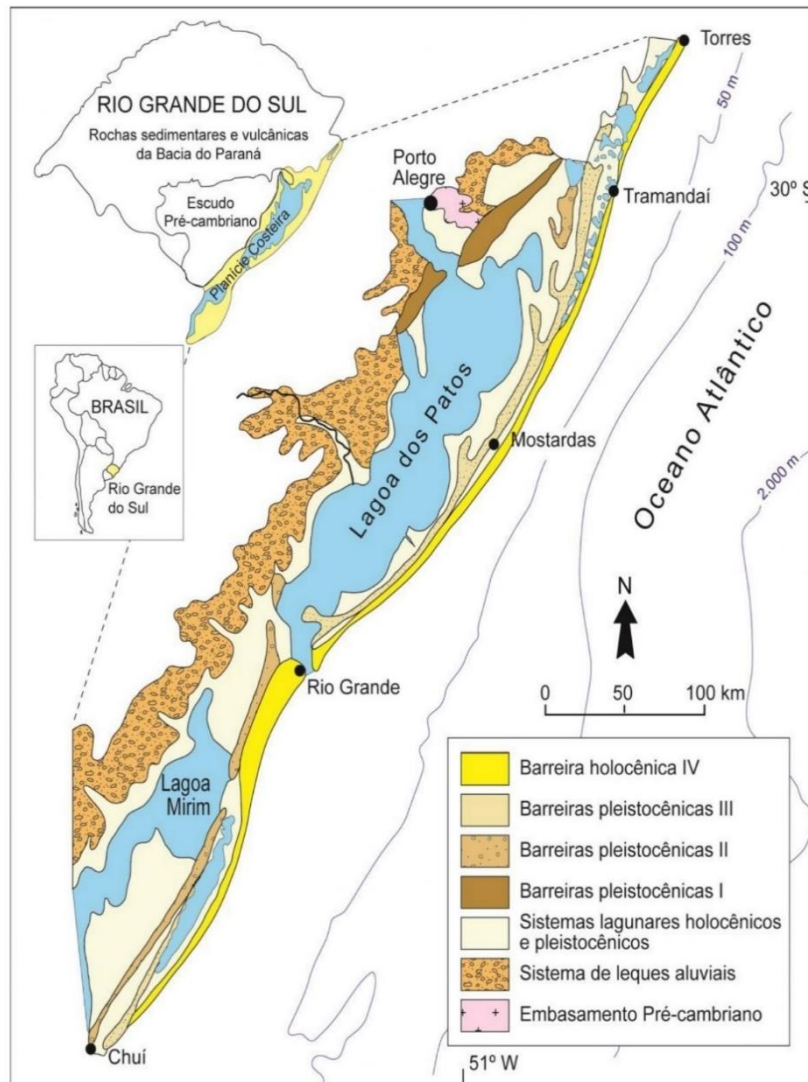 RIO GRANDE DO SUL
Rochas sedimentares e vulcânicas
da Bacia do Paraná
Escudo
Pré-cambriano
Planície Costeira
BRASIL
Rio Grande
do Sul
Torres
50 m
Porto
Alegre
Tramandaí
30° S
100 m
Oceano Atlântico
Lagoa dos Patos
Mostardas
2.000 m
N
0 50 100 km
Rio Grande
Lagoa
Mirim
Chuí
51° W
Barreira holocênica IV
Barreiras pleistocênicas III
Barreiras pleistocênicas II
Barreiras pleistocênicas I
Sistemas lagunares holocênicos
e pleistocênicos
Sistema de leques aluviais
Embasamento Pré-cambriano